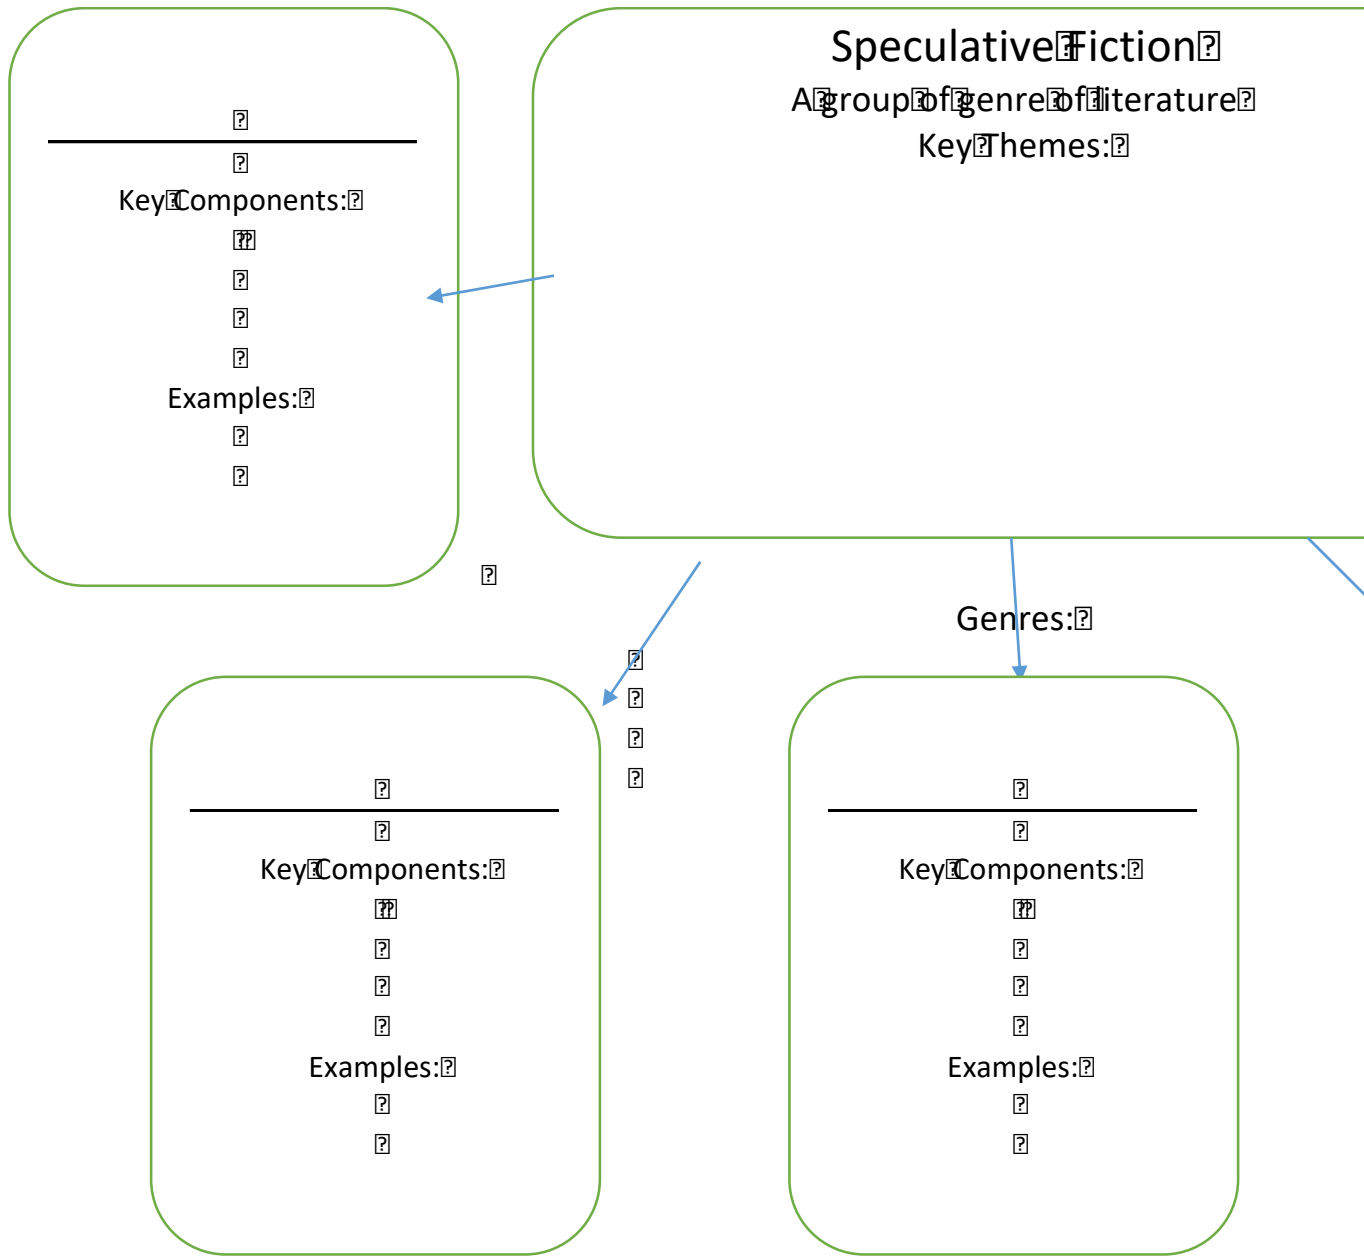 Speculative Fiction
A group of genre of literature
Key Themes:
Key Components:
Examples:
Genres:
Key Components:
Examples:
Key Components:
Examples: